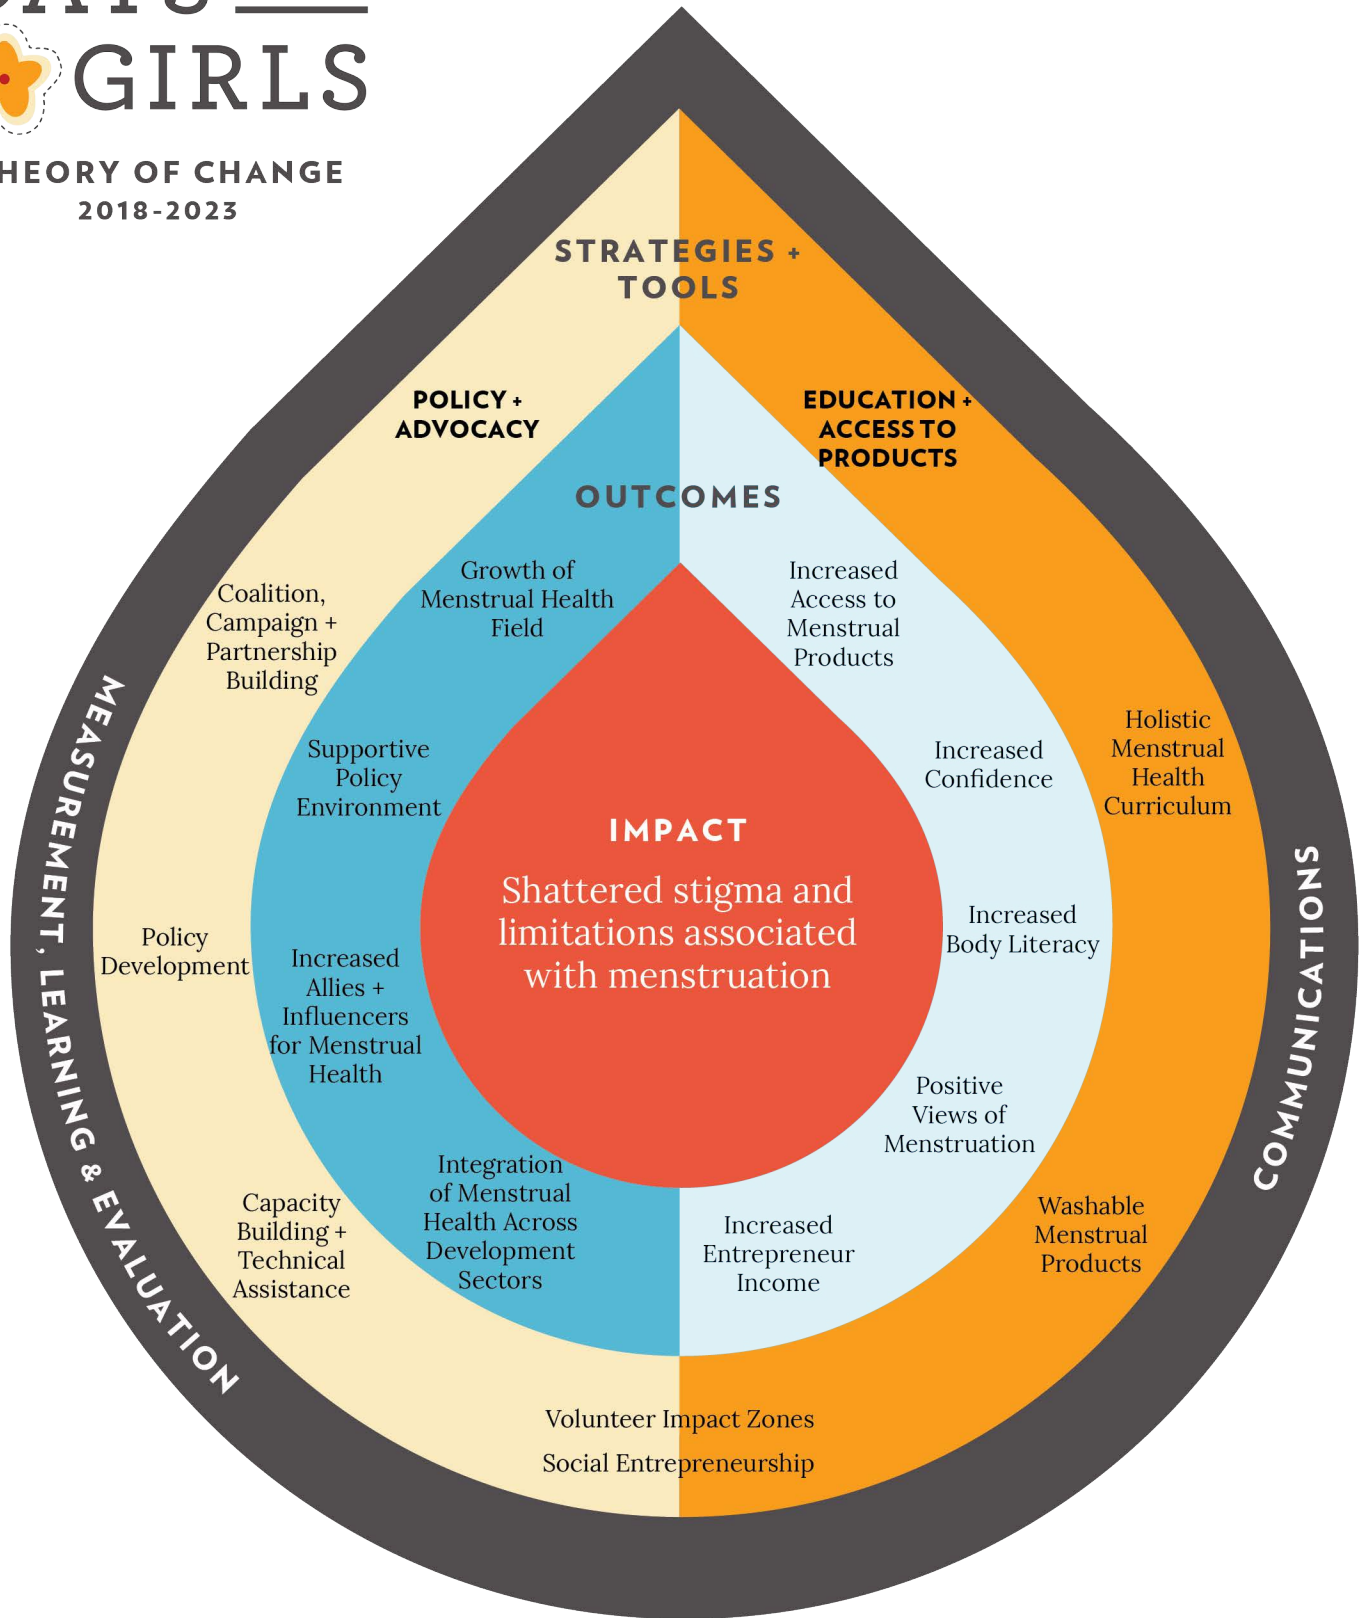 GIRLS
THEORY OF CHANGE
2018-2023
STRATEGIES +
TOOLS
POLICY +
ADVOCACY
EDUCATION +
ACCESS TO
PRODUCTS
OUTCOMES
Growth of
Menstrual Health
Field
Increased
Access to
Menstrual
Products
Coalition,
Campaign +
Partnership
Building
Supportive
Policy
Environment
Increased
Confidence
Holistic
Menstrual
Health
Curriculum
IMPACT
Shattered stigma and
limitations associated
with menstruation
Policy
Development
Increased
Allies +
Influencers
for Menstrual
Health
Increased
Body Literacy
Positive
Views of
Menstruation
Capacity
Building +
Technical
Assistance
Integration
of Menstrual
Health Across
Development
Sectors
Increased
Entrepreneur
Income
Washable
Menstrual
Products
Volunteer Impact Zones
Social Entrepreneurship
MEASUREMENT, LEARNING & EVALUATION
COMMUNICATIONS